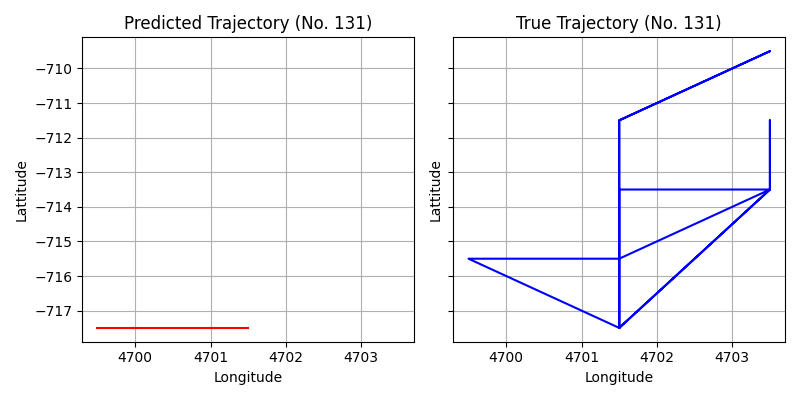 Predicted Trajectory (No. 131)
True Trajectory (No. 131)
−710
−711
−712
−713
−714
−715
−716
−717
Lattitude
Lattitude
4700 4701 4702 4703
4700 4701 4702 4703
Longitude
Longitude